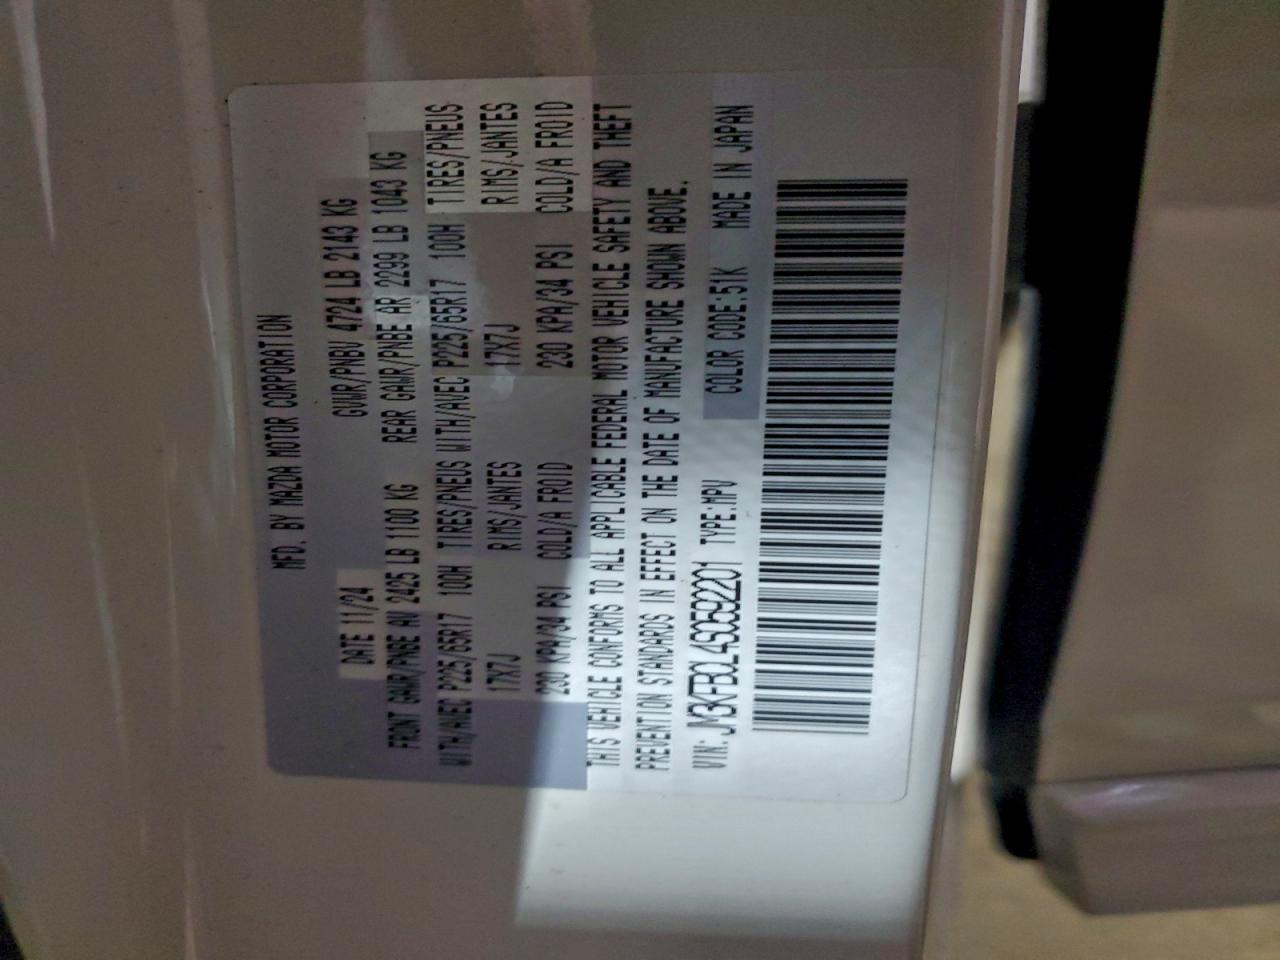 MFD. BY MAZDA MOTOR CORPORATION
DATE 11/24 GVWR/PNBV 4724 LB 2143 KG
FRONT GAWR/PNBE AV 2425 LB 1100 KG REAR GAWR/PNBE AR 2299 LB 1043 KG
WITH/AVEC P225/65R17 100H TIRES/PNEUS WITH/AVEC P225/65R17 100H TIRES/PNEUS
17X7J RIMS/JANTES 17X7J RIMS/JANTES
230 KPA/34 PSI COLD/A FROID 230 KPA/34 PSI COLD/A FROID
THIS VEHICLE CONFORMS TO ALL APPLICABLE FEDERAL MOTOR VEHICLE SAFETY AND THEFT
PREVENTION STANDARDS IN EFFECT ON THE DATE OF MANUFACTURE SHOWN ABOVE.
VIN: JM3KFBCL4S0592201 TYPE:MPV COLOR CODE:51K MADE IN JAPAN